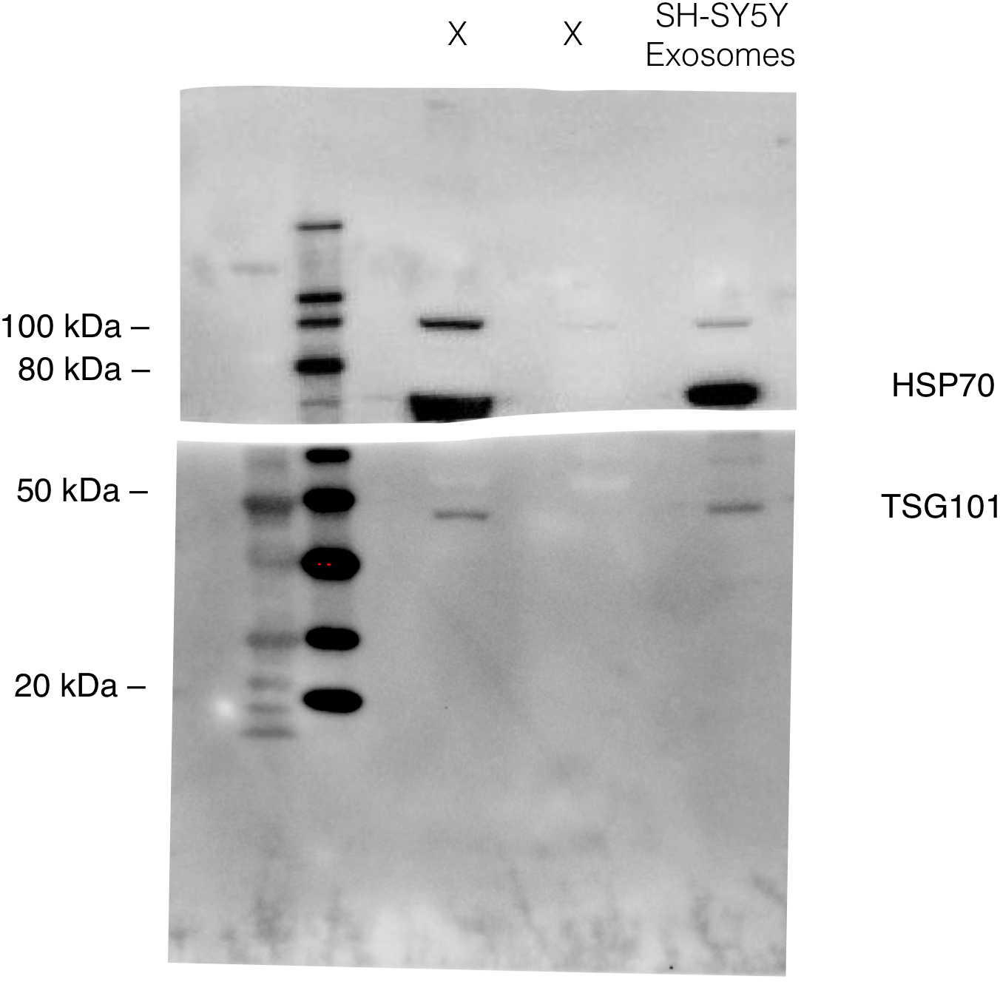 X
X
SH-SY5Y
Exosomes
100 kDa –
80 kDa –
HSP70
50 kDa –
TSG101
20 kDa –